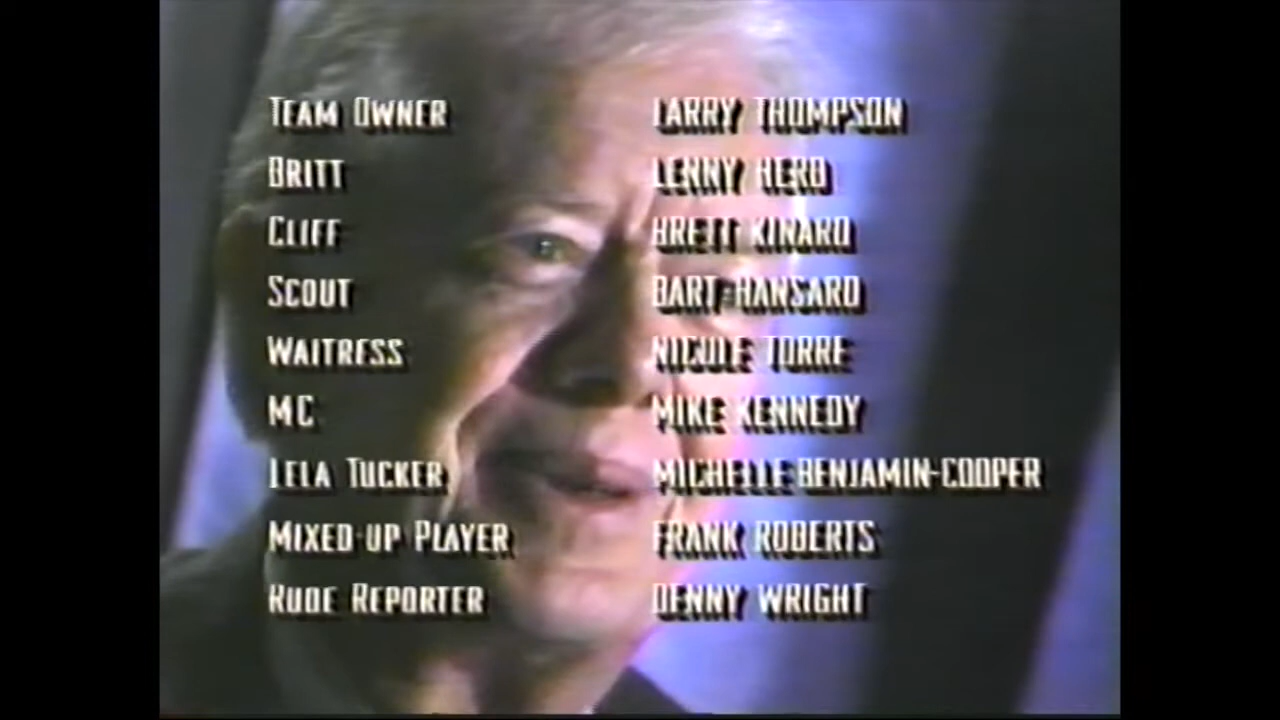 TEAM OWNER LARRY THOMPSON
BRITT LENNY HERD
CLIFF BRETT KINARD
SCOUT BART HANSARD
WAITRESS NICOLE TORRE
MC MIKE KENNEDY
LELA TUCKER MICHELLE BENJAMIN-COOPER
MIXED-UP PLAYER FRANK ROBERTS
RUDE REPORTER DENNY WRIGHT